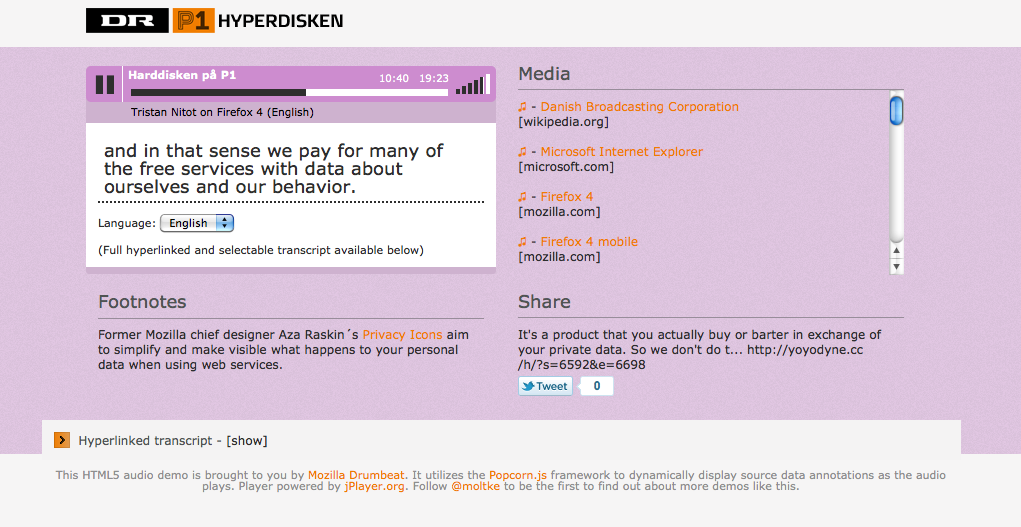 DR P1 HYPERDISKEN
Harddisken på P1 10:40 19:23
Tristan Nitot on Firefox 4 (English)
and in that sense we pay for many of
the free services with data about
ourselves and our behavior.
Language: English
(Full hyperlinked and selectable transcript available below)
Media
♫ - Danish Broadcasting Corporation
[wikipedia.org]
♫ - Microsoft Internet Explorer
[microsoft.com]
♫ - Firefox 4
[mozilla.com]
♫ - Firefox 4 mobile
[mozilla.com]
Footnotes
Former Mozilla chief designer Aza Raskin´s Privacy Icons aim
to simplify and make visible what happens to your personal
data when using web services.
Share
It's a product that you actually buy or barter in exchange of
your private data. So we don't do t... http://yoyodyne.cc
/h/?s=6592&e=6698
Tweet 0
Hyperlinked transcript - [show]
This HTML5 audio demo is brought to you by Mozilla Drumbeat. It utilizes the Popcorn.js framework to dynamically display source data annotations as the audio
plays. Player powered by jPlayer.org. Follow @moltke to be the first to find out about more demos like this.